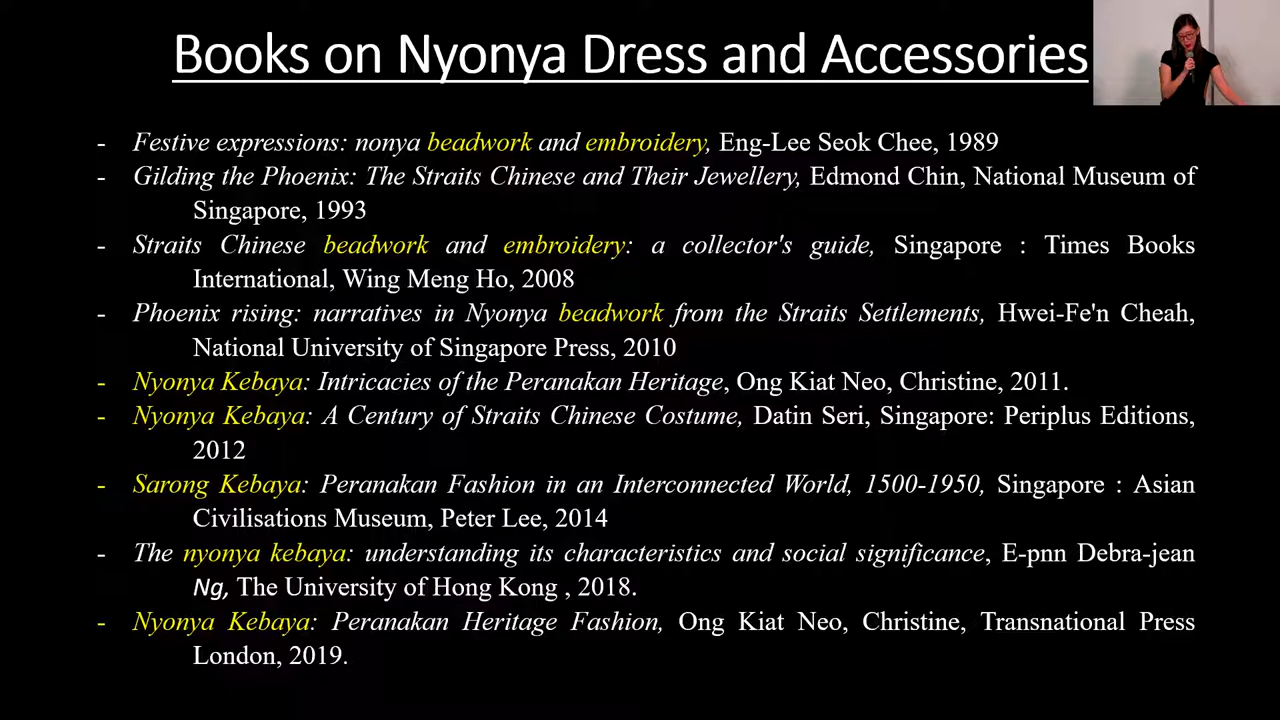 Books on Nyonya Dress and Accessories
- Festive expressions: nonya beadwork and embroidery, Eng-Lee Seok Chee, 1989
- Gilding the Phoenix: The Straits Chinese and Their Jewellery, Edmond Chin, National Museum of
Singapore, 1993
- Straits Chinese beadwork and embroidery: a collector's guide, Singapore : Times Books
International, Wing Meng Ho, 2008
- Phoenix rising: narratives in Nyonya beadwork from the Straits Settlements, Hwei-Fe'n Cheah,
National University of Singapore Press, 2010
- Nyonya Kebaya: Intricacies of the Peranakan Heritage, Ong Kiat Neo, Christine, 2011.
- Nyonya Kebaya: A Century of Straits Chinese Costume, Datin Seri, Singapore: Periplus Editions,
2012
- Sarong Kebaya: Peranakan Fashion in an Interconnected World, 1500-1950, Singapore : Asian
Civilisations Museum, Peter Lee, 2014
- The nyonya kebaya: understanding its characteristics and social significance, E-pnn Debra-jean
Ng, The University of Hong Kong , 2018.
- Nyonya Kebaya: Peranakan Heritage Fashion, Ong Kiat Neo, Christine, Transnational Press
London, 2019.